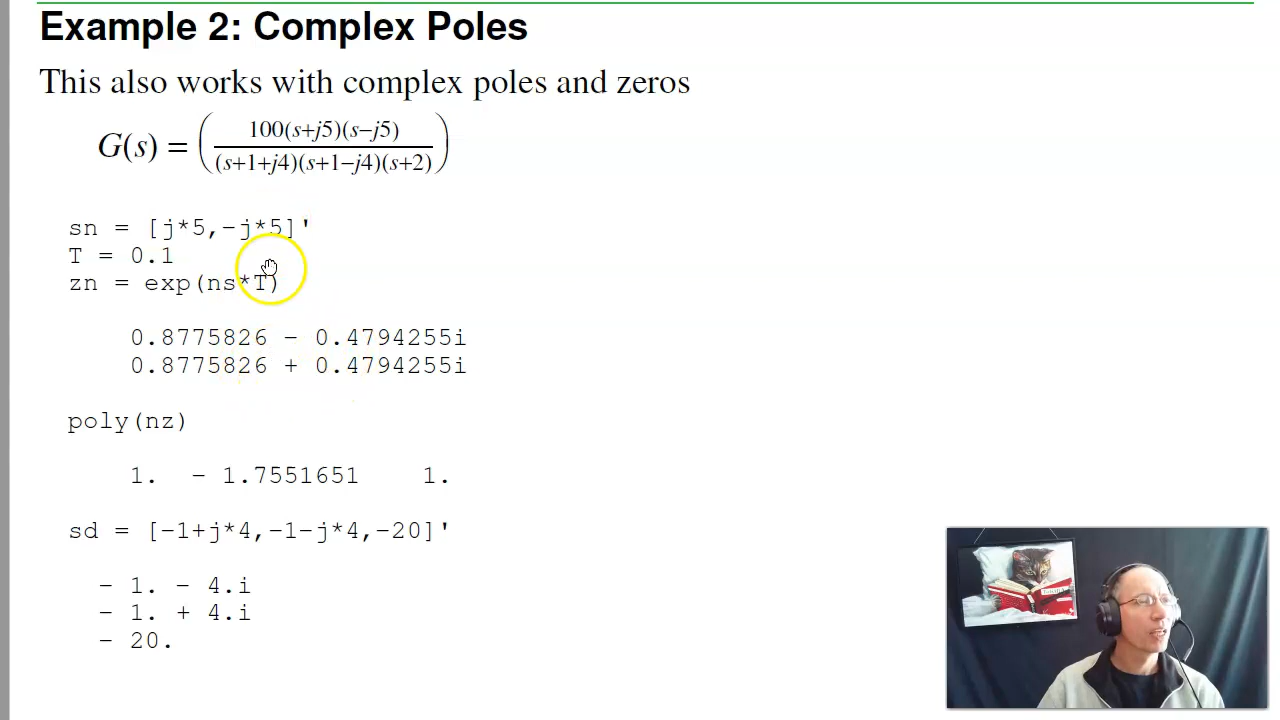 Example 2: Complex Poles
This also works with complex poles and zeros
G(s) = ( 100(s+j5)(s−j5) / (s+1+j4)(s+1−j4)(s+2) )
sn = [j*5,-j*5]'
T = 0.1
zn = exp(ns*T)
0.8775826 - 0.4794255i
0.8775826 + 0.4794255i
poly(nz)
1. - 1.7551651 1.
sd = [-1+j*4,-1-j*4,-20]'
- 1. - 4.i
- 1. + 4.i
- 20.